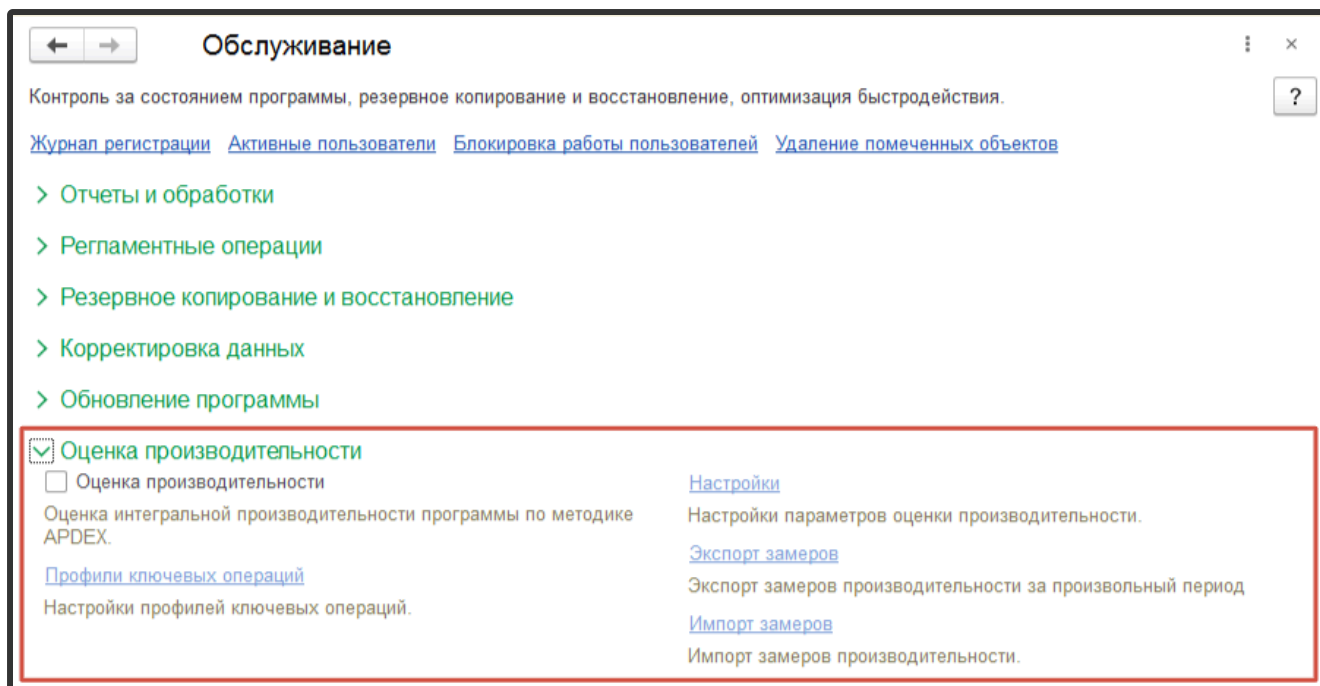 Обслуживание
Контроль за состоянием программы, резервное копирование и восстановление, оптимизация быстродействия.
?
Журнал регистрации Активные пользователи Блокировка работы пользователей Удаление помеченных объектов
Отчеты и обработки
Регламентные операции
Резервное копирование и восстановление
Корректировка данных
Обновление программы
Оценка производительности
Оценка производительности
Оценка интегральной производительности программы по методике
APDEX.
Профили ключевых операций
Настройки профилей ключевых операций.
Настройки
Настройки параметров оценки производительности.
Экспорт замеров
Экспорт замеров производительности за произвольный период
Импорт замеров
Импорт замеров производительности.